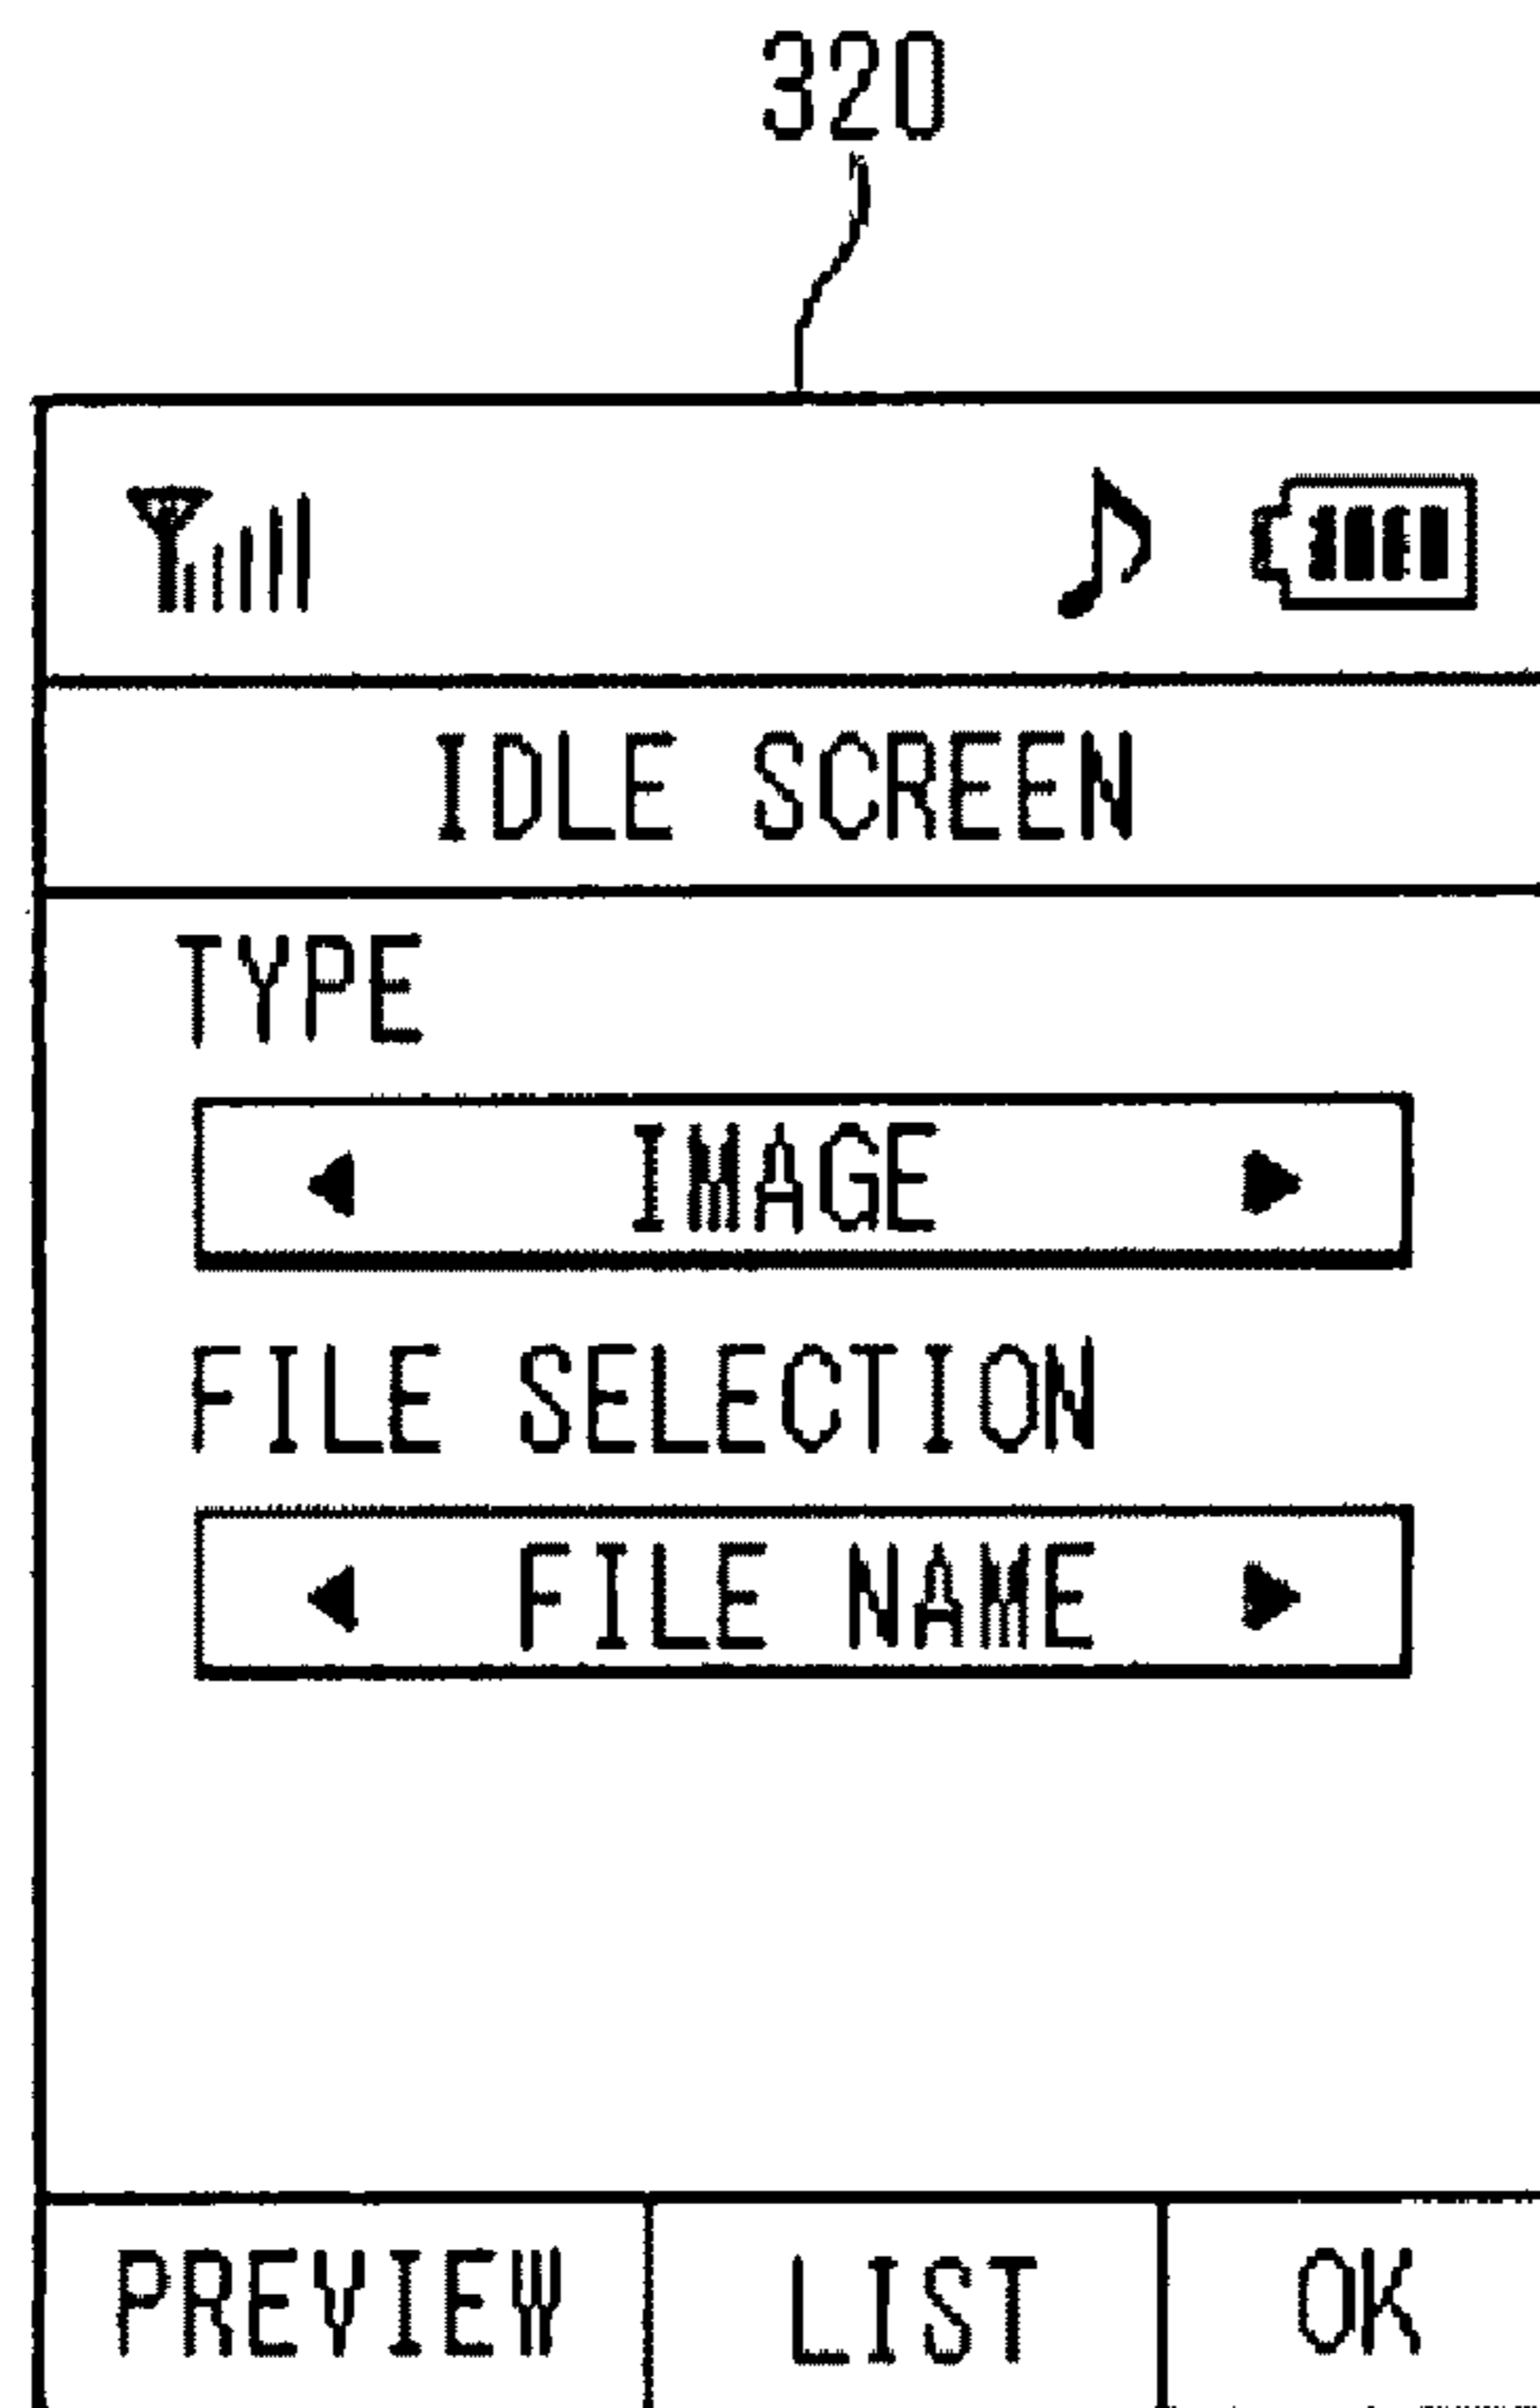 320
IDLE SCREEN
TYPE
IMAGE
FILE SELECTION
FILE NAME
PREVIEW LIST OK